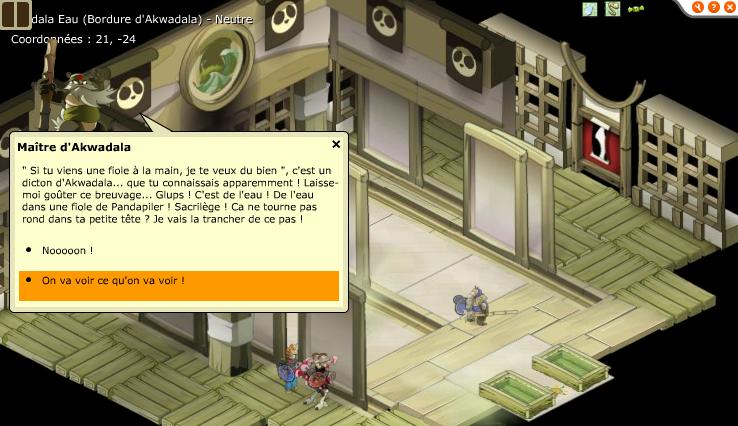 dala Eau (Bordure d'Akwadala) - Neutre
Coordonnées : 21, -24
Maître d'Akwadala
" Si tu viens une fiole à la main, je te veux du bien ", c'est un
dicton d'Akwadala... que tu connaissais apparemment ! Laisse-
moi goûter ce breuvage... Glups ! C'est de l'eau ! De l'eau
dans une fiole de Pandapiler ! Sacrilège ! Ca ne tourne pas
rond dans ta petite tête ? Je vais la trancher de ce pas !
Nooooon !
On va voir ce qu'on va voir !